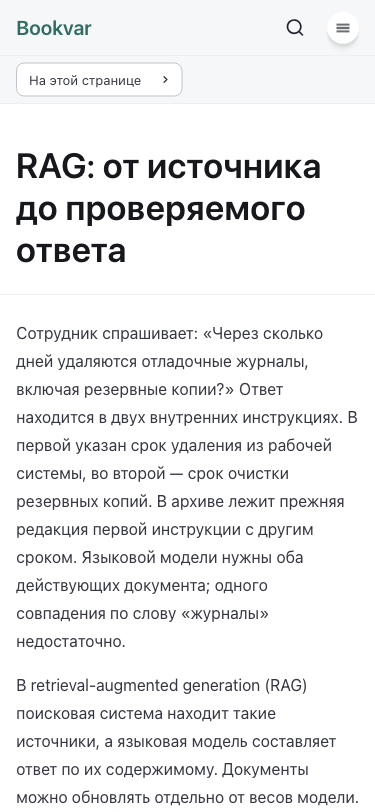 Bookvar
На этой странице
RAG: от источника
до проверяемого
ответа
Сотрудник спрашивает: «Через сколько
дней удаляются отладочные журналы,
включая резервные копии?» Ответ
находится в двух внутренних инструкциях. В
первой указан срок удаления из рабочей
системы, во второй — срок очистки
резервных копий. В архиве лежит прежняя
редакция первой инструкции с другим
сроком. Языковой модели нужны оба
действующих документа; одного
совпадения по слову «журналы»
недостаточно.
В retrieval-augmented generation (RAG)
поисковая система находит такие
источники, а языковая модель составляет
ответ по их содержимому. Документы
можно обновлять отдельно от весов модели.